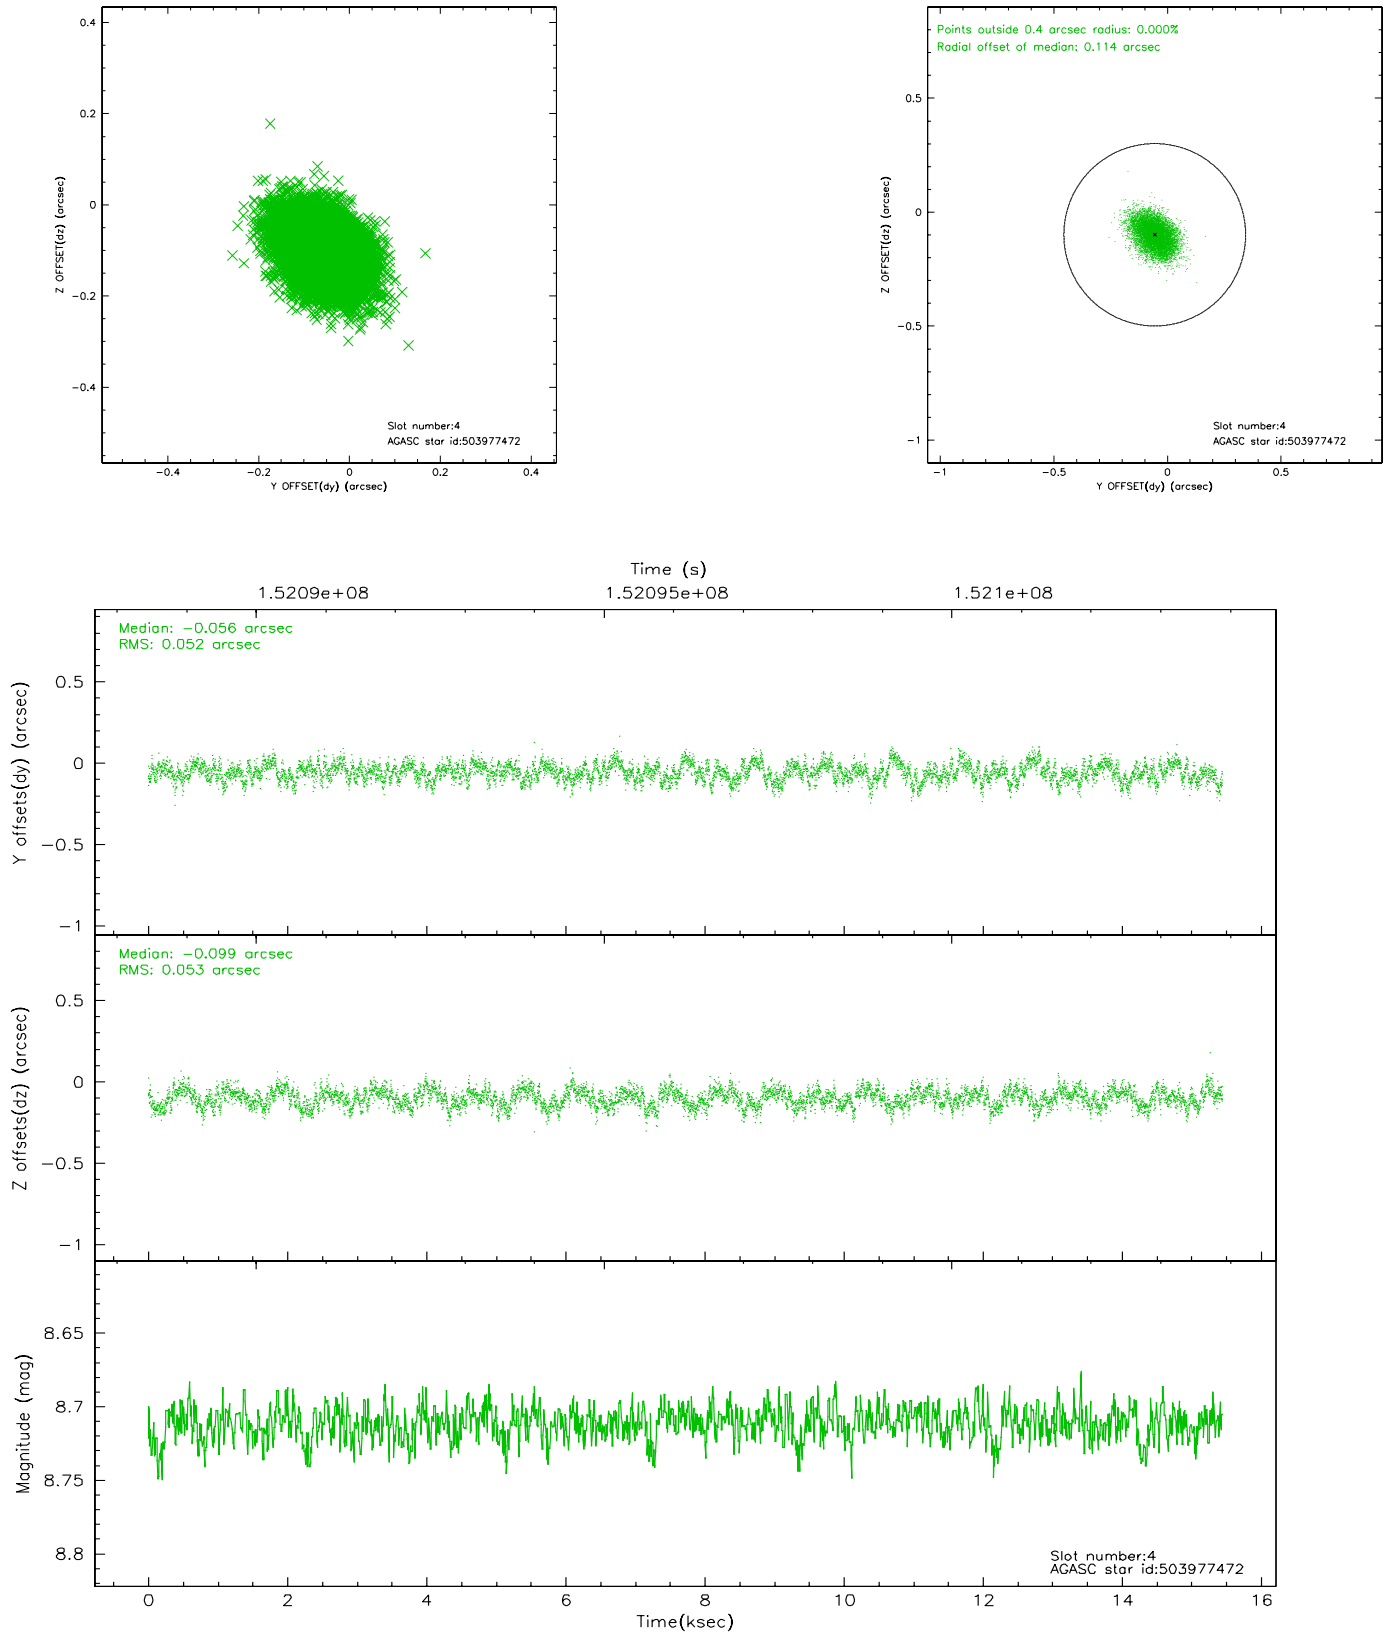 0.4
0.2
0
−0.2
−0.4
Z OFFSET(dz) (arcsec)
Slot number:4
AGASC star id:503977472
−0.4 −0.2 0 0.2 0.4
Y OFFSET(dy) (arcsec)
Points outside 0.4 arcsec radius: 0.000%
Radial offset of median: 0.114 arcsec
0.5
0
−0.5
−1
Z OFFSET(dz) (arcsec)
Slot number:4
AGASC star id:503977472
−1 −0.5 0 0.5
Y OFFSET(dy) (arcsec)
Time (s)
1.5209e+08 1.52095e+08 1.521e+08
Median: −0.056 arcsec
RMS: 0.052 arcsec
0.5
0
−0.5
−1
Y offsets(dy) (arcsec)
Median: −0.099 arcsec
RMS: 0.053 arcsec
0.5
0
−0.5
−1
Z offsets(dz) (arcsec)
8.65
8.7
8.75
8.8
Magnitude (mag)
Slot number:4
AGASC star id:503977472
0 2 4 6 8 10 12 14 16
Time(ksec)